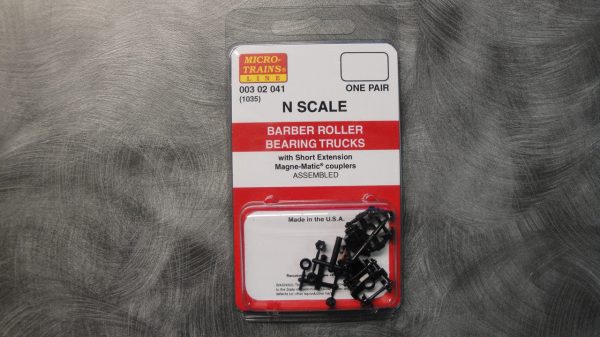 MICRO-
TRAINS®
LINE
003 02 041
(1035)
ONE PAIR
N SCALE
BARBER ROLLER
BEARING TRUCKS
with Short Extension
Magne-Matic® couplers
ASSEMBLED
Made in the U.S.A.